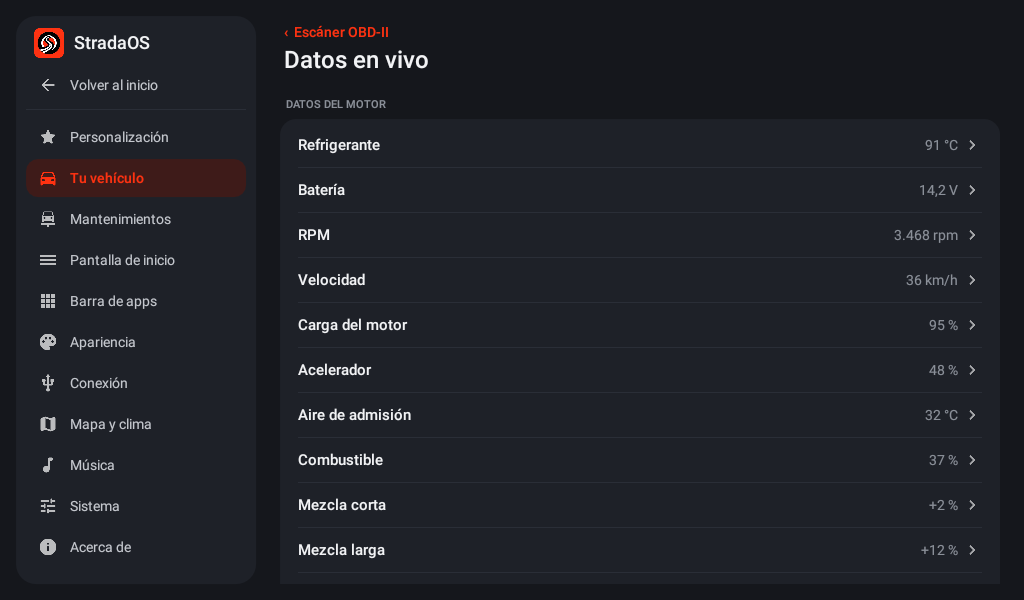 StradaOS
Volver al inicio
Personalización
Tu vehículo
Mantenimientos
Pantalla de inicio
Barra de apps
Apariencia
Conexión
Mapa y clima
Música
Sistema
Acerca de
‹ Escáner OBD-II
Datos en vivo
DATOS DEL MOTOR
Refrigerante 91 °C
Batería 14,2 V
RPM 3.468 rpm
Velocidad 36 km/h
Carga del motor 95 %
Acelerador 48 %
Aire de admisión 32 °C
Combustible 37 %
Mezcla corta +2 %
Mezcla larga +12 %